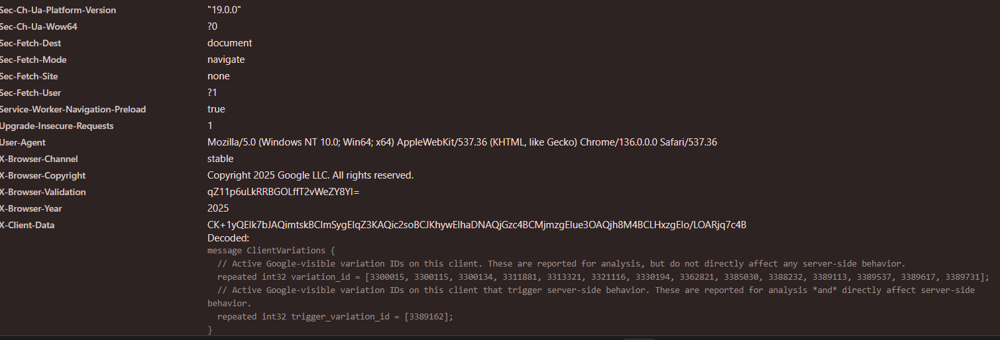 Sec-Ch-Ua-Platform-Version "19.0.0"
Sec-Ch-Ua-Wow64 ?0
Sec-Fetch-Dest document
Sec-Fetch-Mode navigate
Sec-Fetch-Site none
Sec-Fetch-User ?1
Service-Worker-Navigation-Preload true
Upgrade-Insecure-Requests 1
User-Agent Mozilla/5.0 (Windows NT 10.0; Win64; x64) AppleWebKit/537.36 (KHTML, like Gecko) Chrome/136.0.0.0 Safari/537.36
X-Browser-Channel stable
X-Browser-Copyright Copyright 2025 Google LLC. All rights reserved.
X-Browser-Validation qZ11p6uLkRRBGOLffT2vWeZY8YI=
X-Browser-Year 2025
X-Client-Data CK+1yQEIk7bJAQimtskBCImSygEIqZ3KAQic2soBCJKhywEIhaDNAQjGzc4BCMjmzgEIue3OAQjh8M4BCLHxzgEIo/LOARjq7c4B
Decoded:
message ClientVariations {
// Active Google-visible variation IDs on this client. These are reported for analysis, but do not directly affect any server-side behavior.
repeated int32 variation_id = [3300015, 3300115, 3300134, 3311881, 3313321, 3321116, 3330194, 3362821, 3385030, 3388232, 3389113, 3389537, 3389617, 3389731];
// Active Google-visible variation IDs on this client that trigger server-side behavior. These are reported for analysis *and* directly affect server-side
behavior.
repeated int32 trigger_variation_id = [3389162];
}